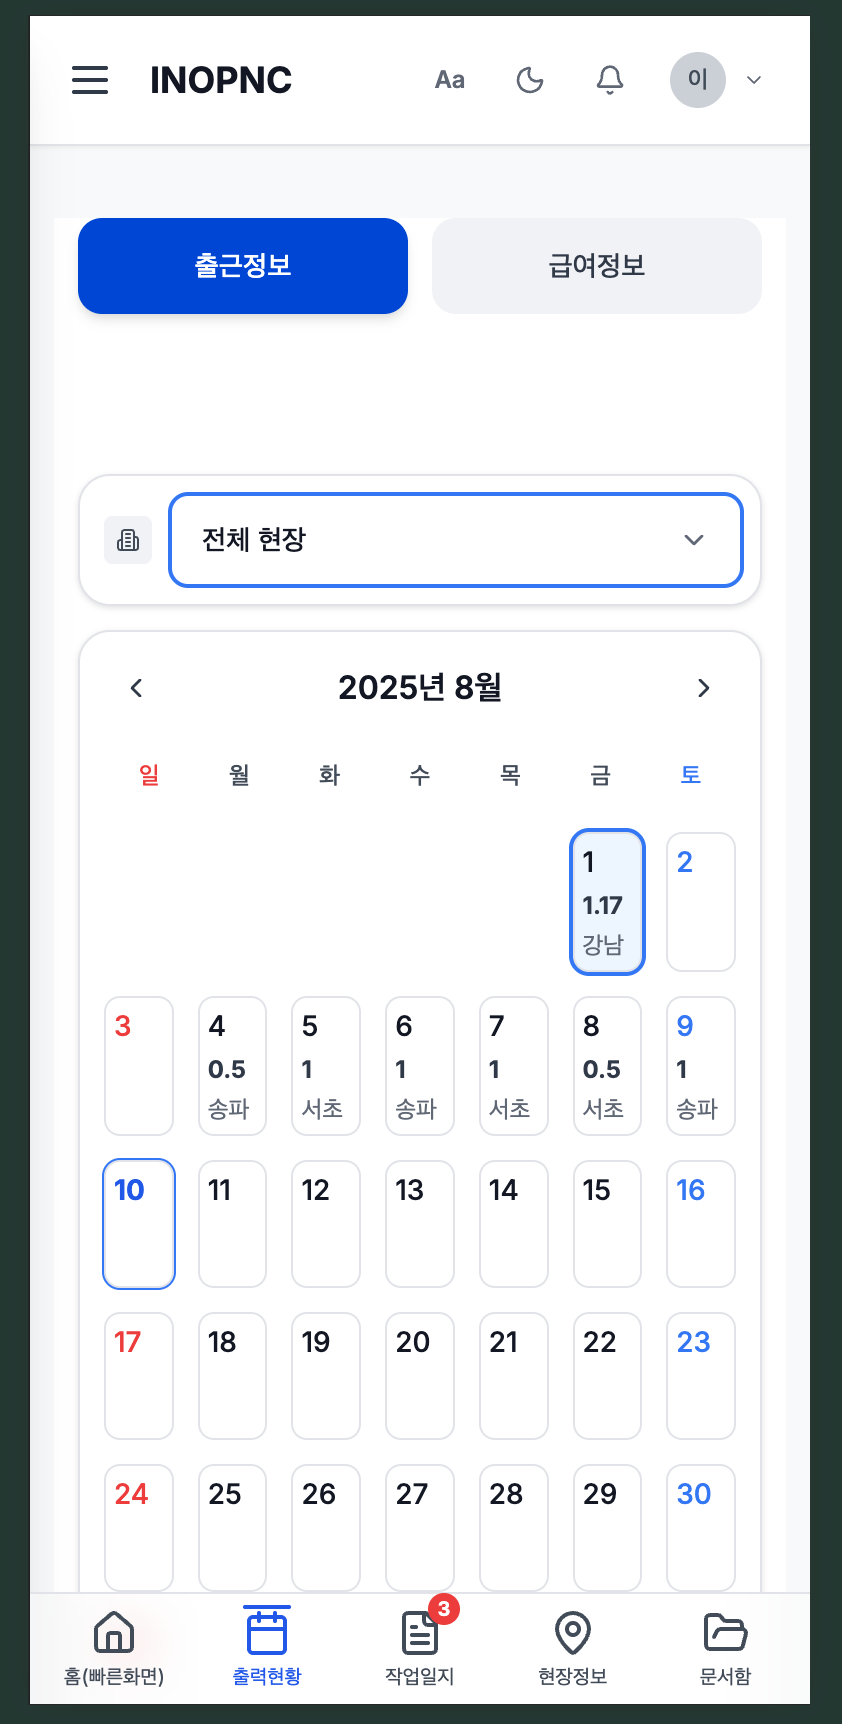 INOPNC Aa 이
출근정보 급여정보
전체 현장
2025년 8월
일 월 화 수 목 금 토
1 2
1.17
강남
3 4 5 6 7 8 9
0.5 1 1 1 0.5 1
송파 서초 송파 서초 서초 송파
10 11 12 13 14 15 16
17 18 19 20 21 22 23
24 25 26 27 28 29 30
3
홈(빠른화면) 출력현황 작업일지 현장정보 문서함